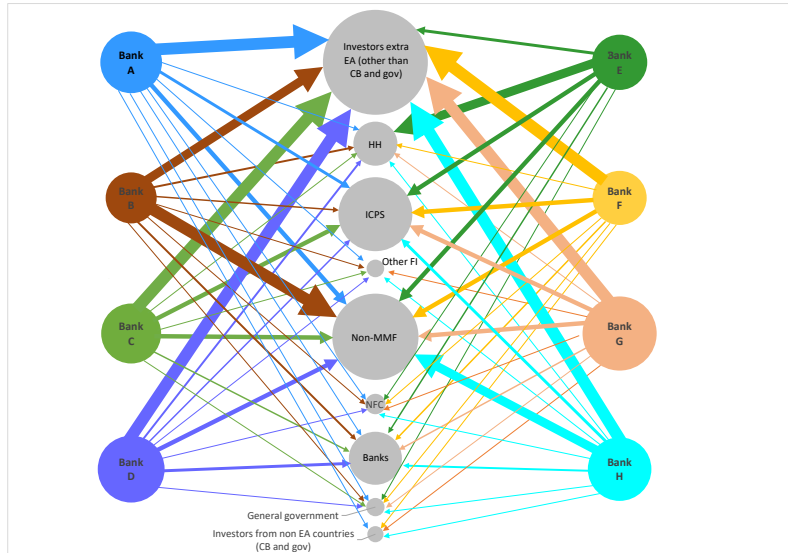 Bank
A
Investors extra
EA (other than
CB and gov)
Bank
E
HH
Bank
B
ICPS
Bank
F
Other FI
Bank
C
Non-MMF
Bank
G
NFC
Bank
D
Banks
Bank
H
General government
Investors from non EA countries
(CB and gov)